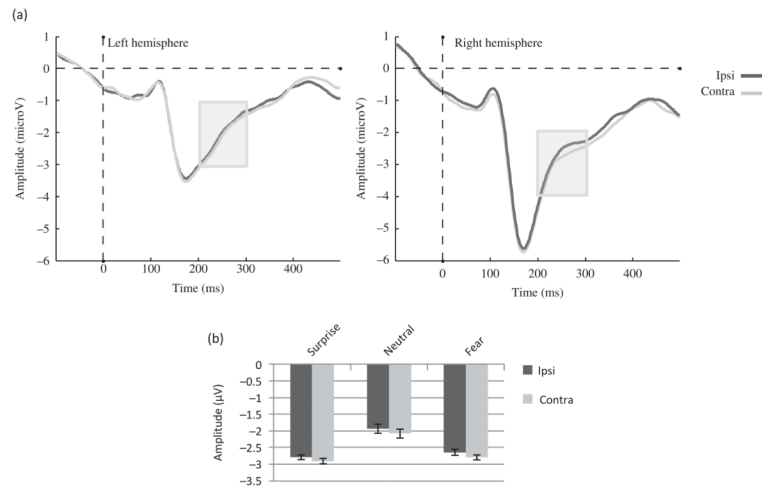 (a)
Left hemisphere
Right hemisphere
1
0
−1
−2
−3
−4
−5
−6
Amplitude (microV)
0
100
200
300
400
Time (ms)
1
0
−1
−2
−3
−4
−5
−6
Amplitude (microV)
0
100
200
300
400
Time (ms)
Ipsi
Contra
(b)
Surprise
Neutral
Fear
0
−0.5
−1
−1.5
−2
−2.5
−3
−3.5
Amplitude (μV)
Ipsi
Contra